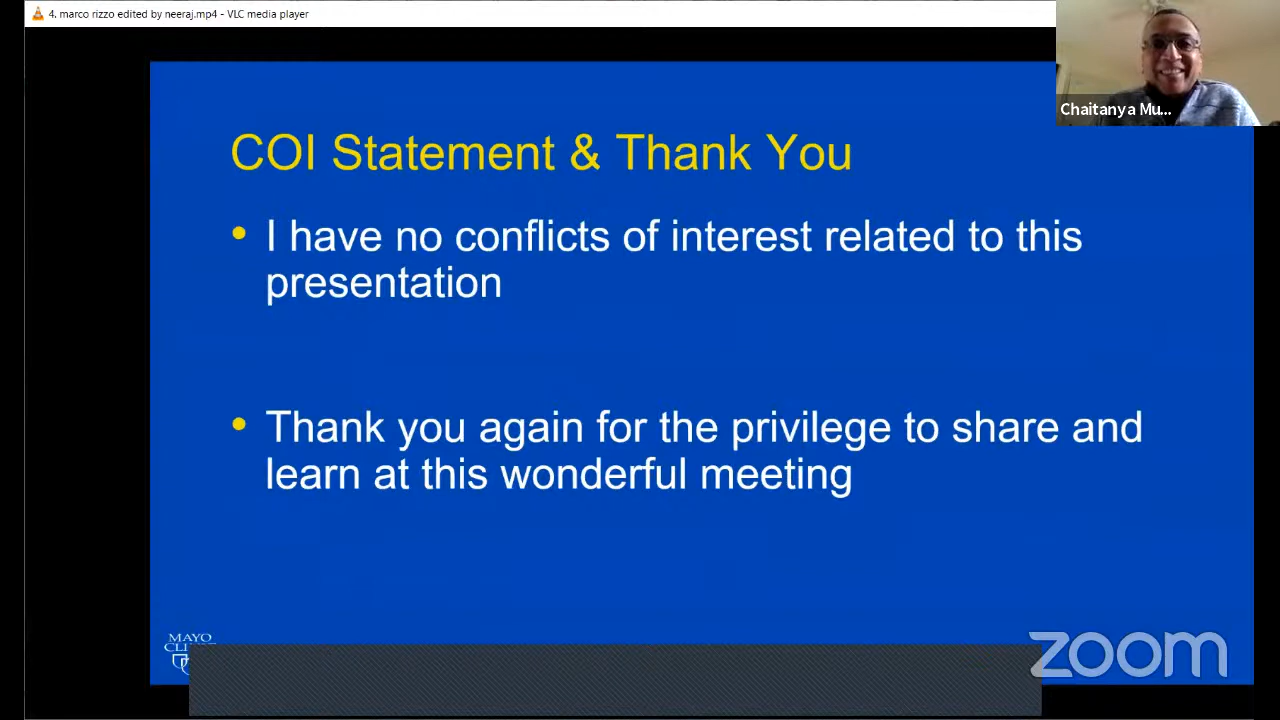 4. marco rizzo edited by neeraj.mp4 - VLC media player
Chaitanya Mu...
COI Statement & Thank You
• I have no conflicts of interest related to this
presentation
• Thank you again for the privilege to share and
learn at this wonderful meeting
MAYO
zoom